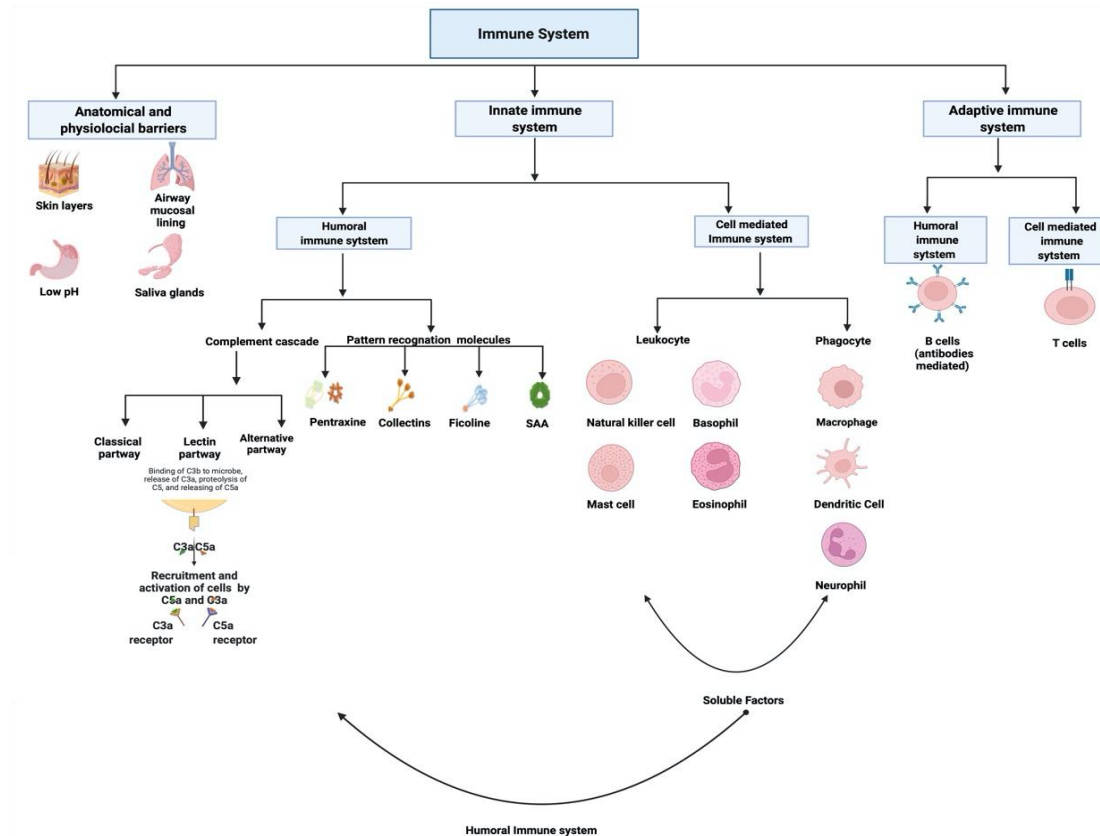 Immune System
Anatomical and
physiolocial barriers
Innate immune
system
Adaptive immune
system
Skin layers
Airway
mucosal
lining
Low pH
Saliva glands
Humoral
immune sytstem
Cell mediated
Immune system
Humoral
immune
sytstem
Cell mediated
immune
sytstem
B cells
(antibodies
mediated)
T cells
Complement cascade
Pattern recognation molecules
Leukocyte
Phagocyte
Pentraxine
Collectins
Ficoline
SAA
Natural killer cell
Basophil
Macrophage
Mast cell
Eosinophil
Dendritic Cell
Neurophil
Classical
partway
Lectin
partway
Alternative
partway
Binding of C3b to microbe,
release of C3a, proteolysis of
C5, and releasing of C5a
C3a C5a
Recruitment and
activation of cells by
C5a and C3a
C3a
receptor
C5a
receptor
Soluble Factors
Humoral Immune system